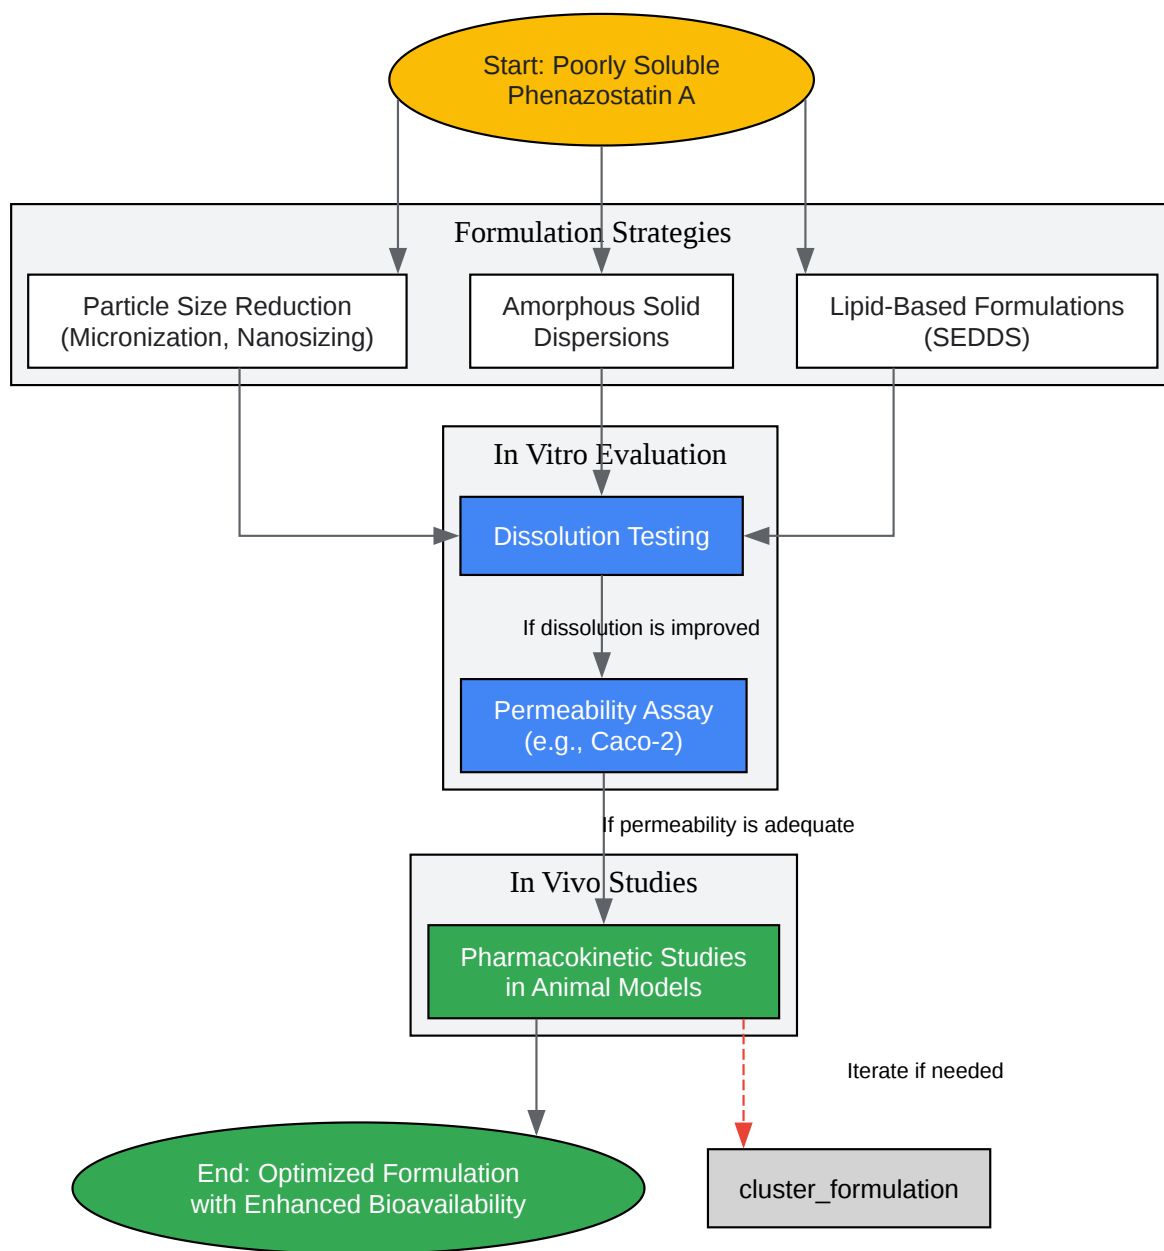 Start: Poorly Soluble
Phenazostatin A
Formulation Strategies
Particle Size Reduction
(Micronization, Nanosizing)
Amorphous Solid
Dispersions
Lipid-Based Formulations
(SEDDS)
In Vitro Evaluation
Dissolution Testing
If dissolution is improved
Permeability Assay
(e.g., Caco-2)
If permeability is adequate
In Vivo Studies
Pharmacokinetic Studies
in Animal Models
Iterate if needed
End: Optimized Formulation
with Enhanced Bioavailability
cluster_formulation